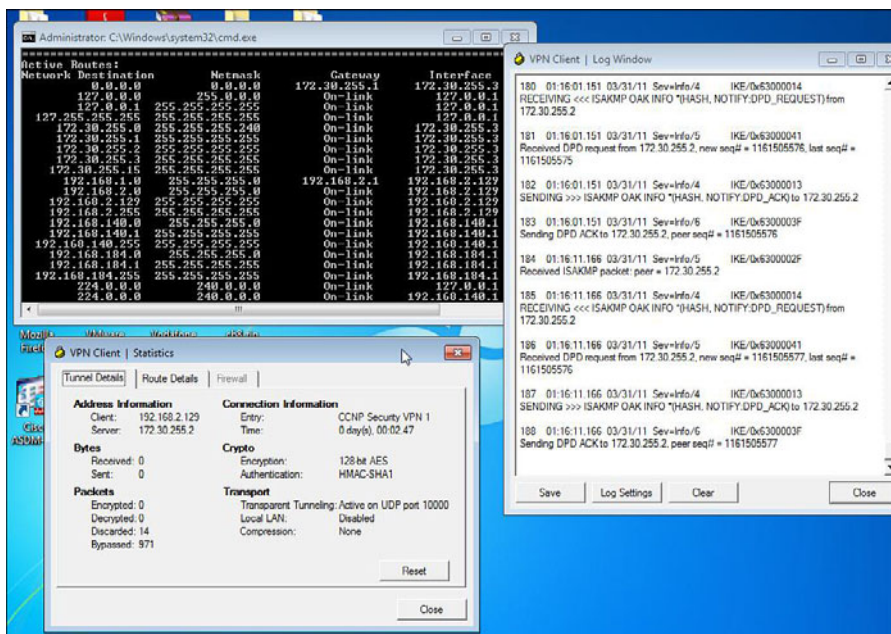 Administrator: C:\Windows\system32\cmd.exe
Active Routes:
Network Destination Netmask Gateway Interface
0.0.0.0 0.0.0.0 172.30.255.1 172.30.255.3
127.0.0.0 255.0.0.0 On-link 127.0.0.1
127.0.0.1 255.255.255.255 On-link 127.0.0.1
127.255.255.255 255.255.255.255 On-link 127.0.0.1
172.30.255.0 255.255.255.240 On-link 172.30.255.3
172.30.255.1 255.255.255.255 On-link 172.30.255.3
172.30.255.2 255.255.255.255 On-link 172.30.255.3
172.30.255.3 255.255.255.255 On-link 172.30.255.3
172.30.255.15 255.255.255.255 On-link 172.30.255.3
192.168.1.0 255.255.255.0 192.168.2.1 192.168.2.129
192.168.2.0 255.255.255.0 On-link 192.168.2.129
192.168.2.129 255.255.255.255 On-link 192.168.2.129
192.168.2.255 255.255.255.255 On-link 192.168.2.129
192.168.140.0 255.255.255.0 On-link 192.168.140.1
192.168.140.1 255.255.255.255 On-link 192.168.140.1
192.168.140.255 255.255.255.255 On-link 192.168.140.1
192.168.184.0 255.255.255.0 On-link 192.168.184.1
192.168.184.1 255.255.255.255 On-link 192.168.184.1
192.168.184.255 255.255.255.255 On-link 192.168.184.1
224.0.0.0 240.0.0.0 On-link 127.0.0.1
224.0.0.0 240.0.0.0 On-link 192.168.140.1
VPN Client | Log Window
180 01:16:01.151 03/31/11 Sev=Info/4 IKE/0x63000014
RECEIVING <<< ISAKMP OAK INFO *(HASH, NOTIFY:DPD_REQUEST) from
172.30.255.2
181 01:16:01.151 03/31/11 Sev=Info/5 IKE/0x63000041
Received DPD request from 172.30.255.2, new seq# = 1161505576, last seq# =
1161505575
182 01:16:01.151 03/31/11 Sev=Info/4 IKE/0x63000013
SENDING >>> ISAKMP OAK INFO *(HASH, NOTIFY:DPD_ACK) to 172.30.255.2
183 01:16:01.151 03/31/11 Sev=Info/6 IKE/0x6300003F
Sending DPD ACK to 172.30.255.2, peer seq# = 1161505576
184 01:16:11.166 03/31/11 Sev=Info/5 IKE/0x6300002F
Received ISAKMP packet: peer = 172.30.255.2
185 01:16:11.166 03/31/11 Sev=Info/4 IKE/0x63000014
RECEIVING <<< ISAKMP OAK INFO *(HASH, NOTIFY:DPD_REQUEST) from
172.30.255.2
186 01:16:11.166 03/31/11 Sev=Info/5 IKE/0x63000041
Received DPD request from 172.30.255.2, new seq# = 1161505577, last seq# =
1161505576
187 01:16:11.166 03/31/11 Sev=Info/4 IKE/0x63000013
SENDING >>> ISAKMP OAK INFO *(HASH, NOTIFY:DPD_ACK) to 172.30.255.2
188 01:16:11.166 03/31/11 Sev=Info/6 IKE/0x6300003F
Sending DPD ACK to 172.30.255.2, peer seq# = 1161505577
Save Log Settings Clear Close
Mozilla
VPN Client | Statistics
Tunnel Details Route Details Firewall
Address Information Connection Information
Client: 192.168.2.129 Entry: CCNP Security VPN 1
Server: 172.30.255.2 Time: 0 day(s), 00:02.47
Bytes Crypto
Received: 0 Encryption: 128-bit AES
Sent: 0 Authentication: HMAC-SHA1
Packets Transport
Encrypted: 0 Transparent Tunneling: Active on UDP port 10000
Decrypted: 0 Local LAN: Disabled
Discarded: 14 Compression: None
Bypassed: 971
Reset
Close